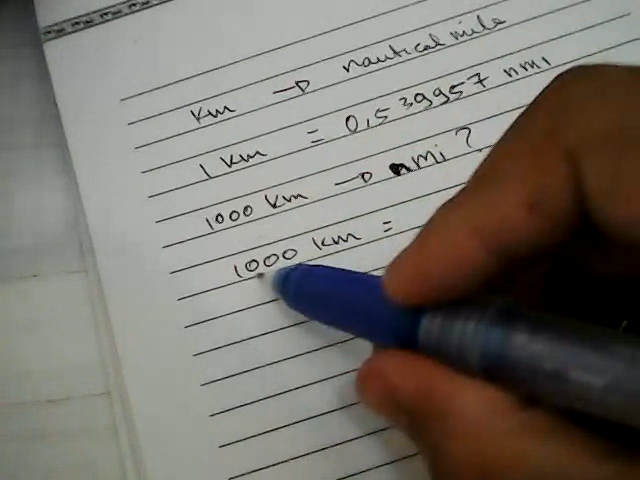 km → nautical mile
1 km = 0,539957 nmi
1000 km → nmi ?
1000 km =